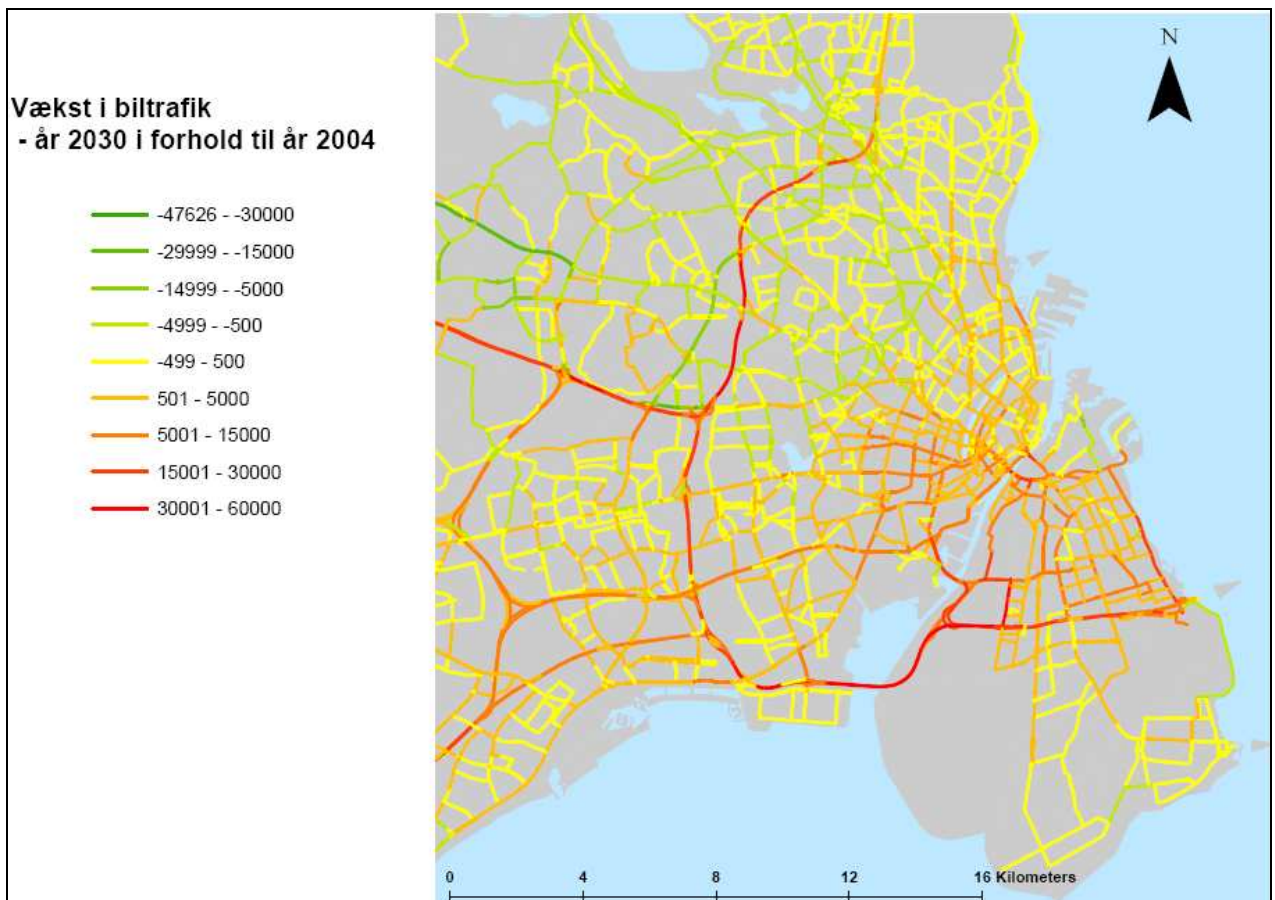 Vækst i biltrafik
- år 2030 i forhold til år 2004
-47626 - -30000
-29999 - -15000
-14999 - -5000
-4999 - -500
-499 - 500
501 - 5000
5001 - 15000
15001 - 30000
30001 - 60000
N
0 4 8 12 16 Kilometers